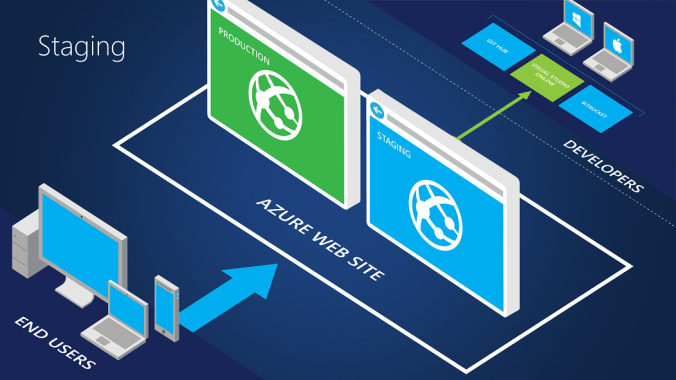 Staging
PRODUCTION
STAGING
GIT HUB
VISUAL STUDIO
ONLINE
BITBUCKET
DEVELOPERS
AZURE WEB SITE
END USERS